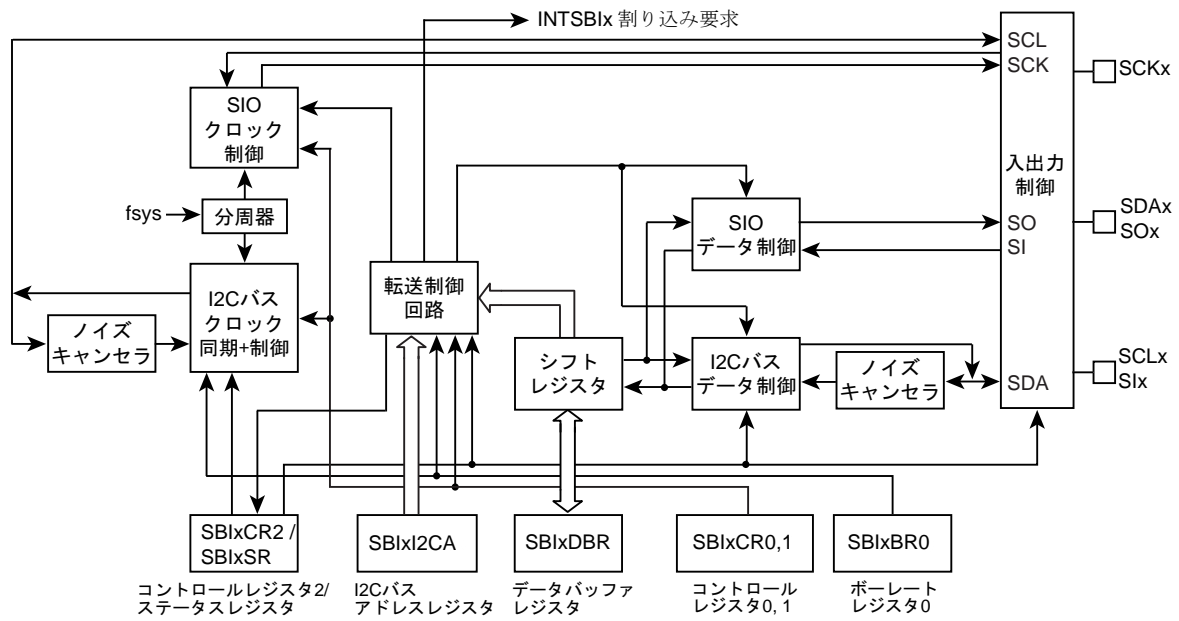 INTSBIx 割り込み要求
SCL
SCK
SCKx
SIO
クロック
制御
入出力
制御
fsys
分周器
SIO
データ制御
SO
SI
SDAx
SOx
I2Cバス
クロック
同期+制御
転送制御
回路
ノイズ
キャンセラ
シフト
レジスタ
I2Cバス
データ制御
ノイズ
キャンセラ
SDA
SCLx
SIx
SBIxCR2 /
SBIxSR
SBIxI2CA
SBIxDBR
SBIxCR0,1
SBIxBR0
コントロールレジスタ2/
ステータスレジスタ
I2Cバス
アドレスレジスタ
データバッファ
レジスタ
コントロール
レジスタ0, 1
ボーレート
レジスタ0